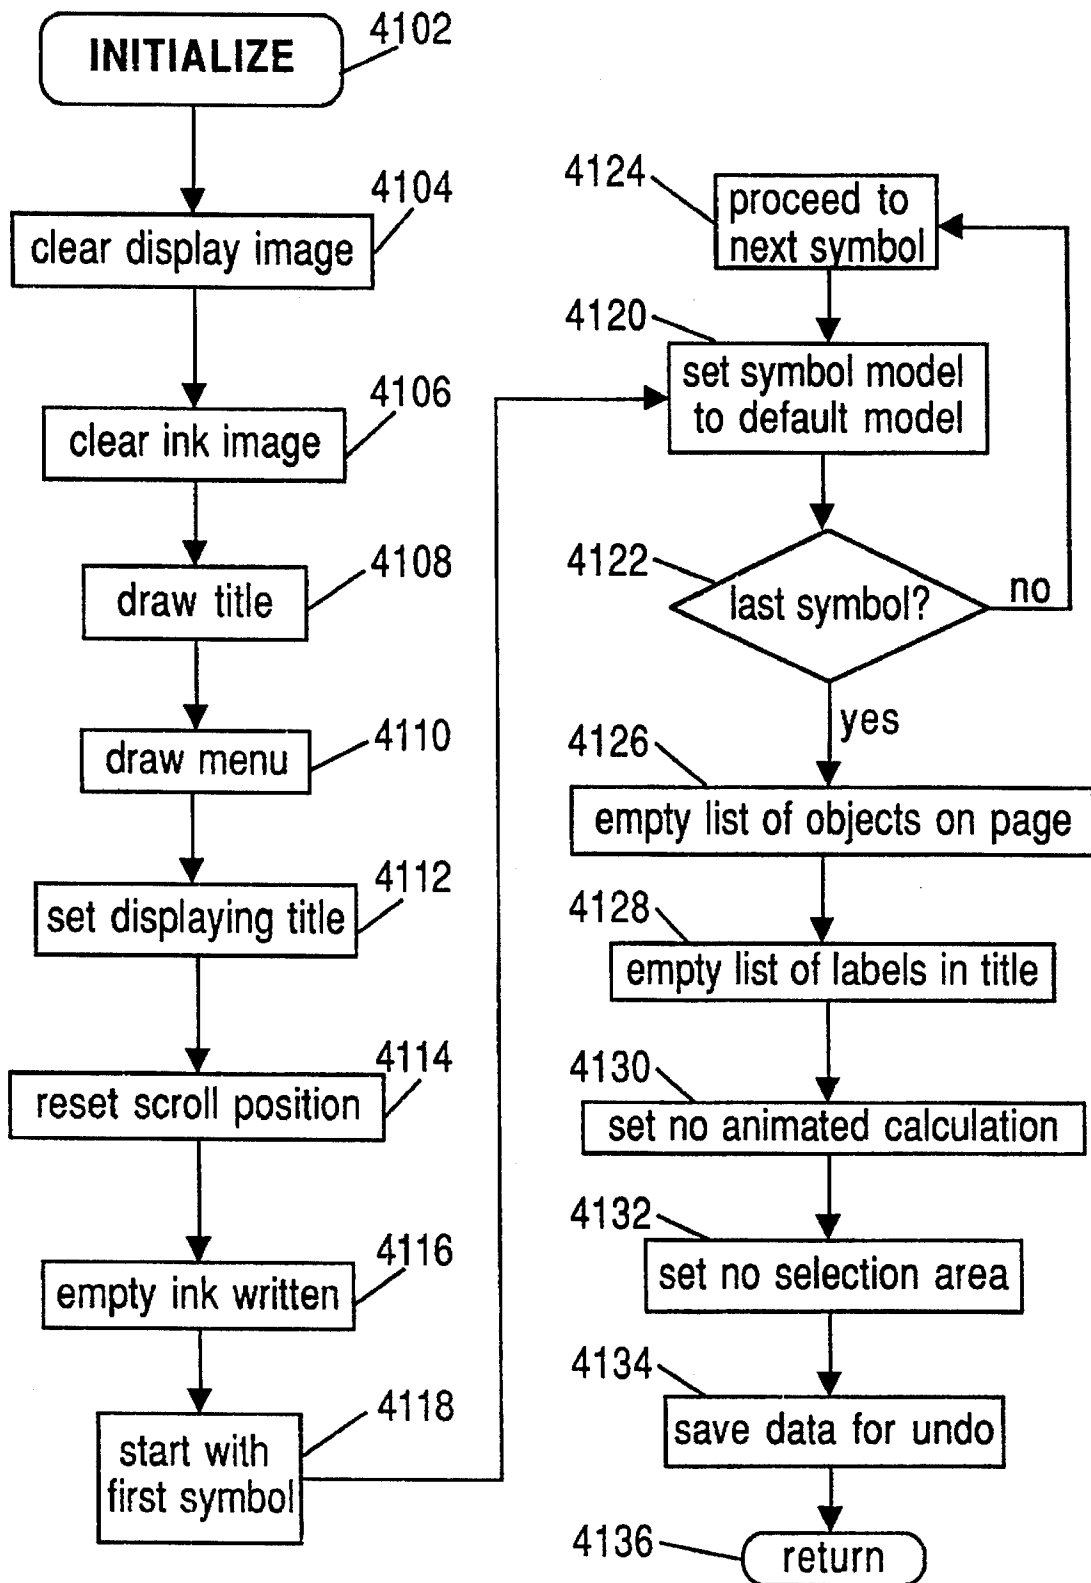 INITIALIZE
4102
4104
clear display image
4106
clear ink image
4108
draw title
4110
draw menu
4112
set displaying title
4114
reset scroll position
4116
empty ink written
4118
start with
first symbol
4124
proceed to
next symbol
4120
set symbol model
to default model
4122
last symbol?
no
yes
4126
empty list of objects on page
4128
empty list of labels in title
4130
set no animated calculation
4132
set no selection area
4134
save data for undo
4136
return